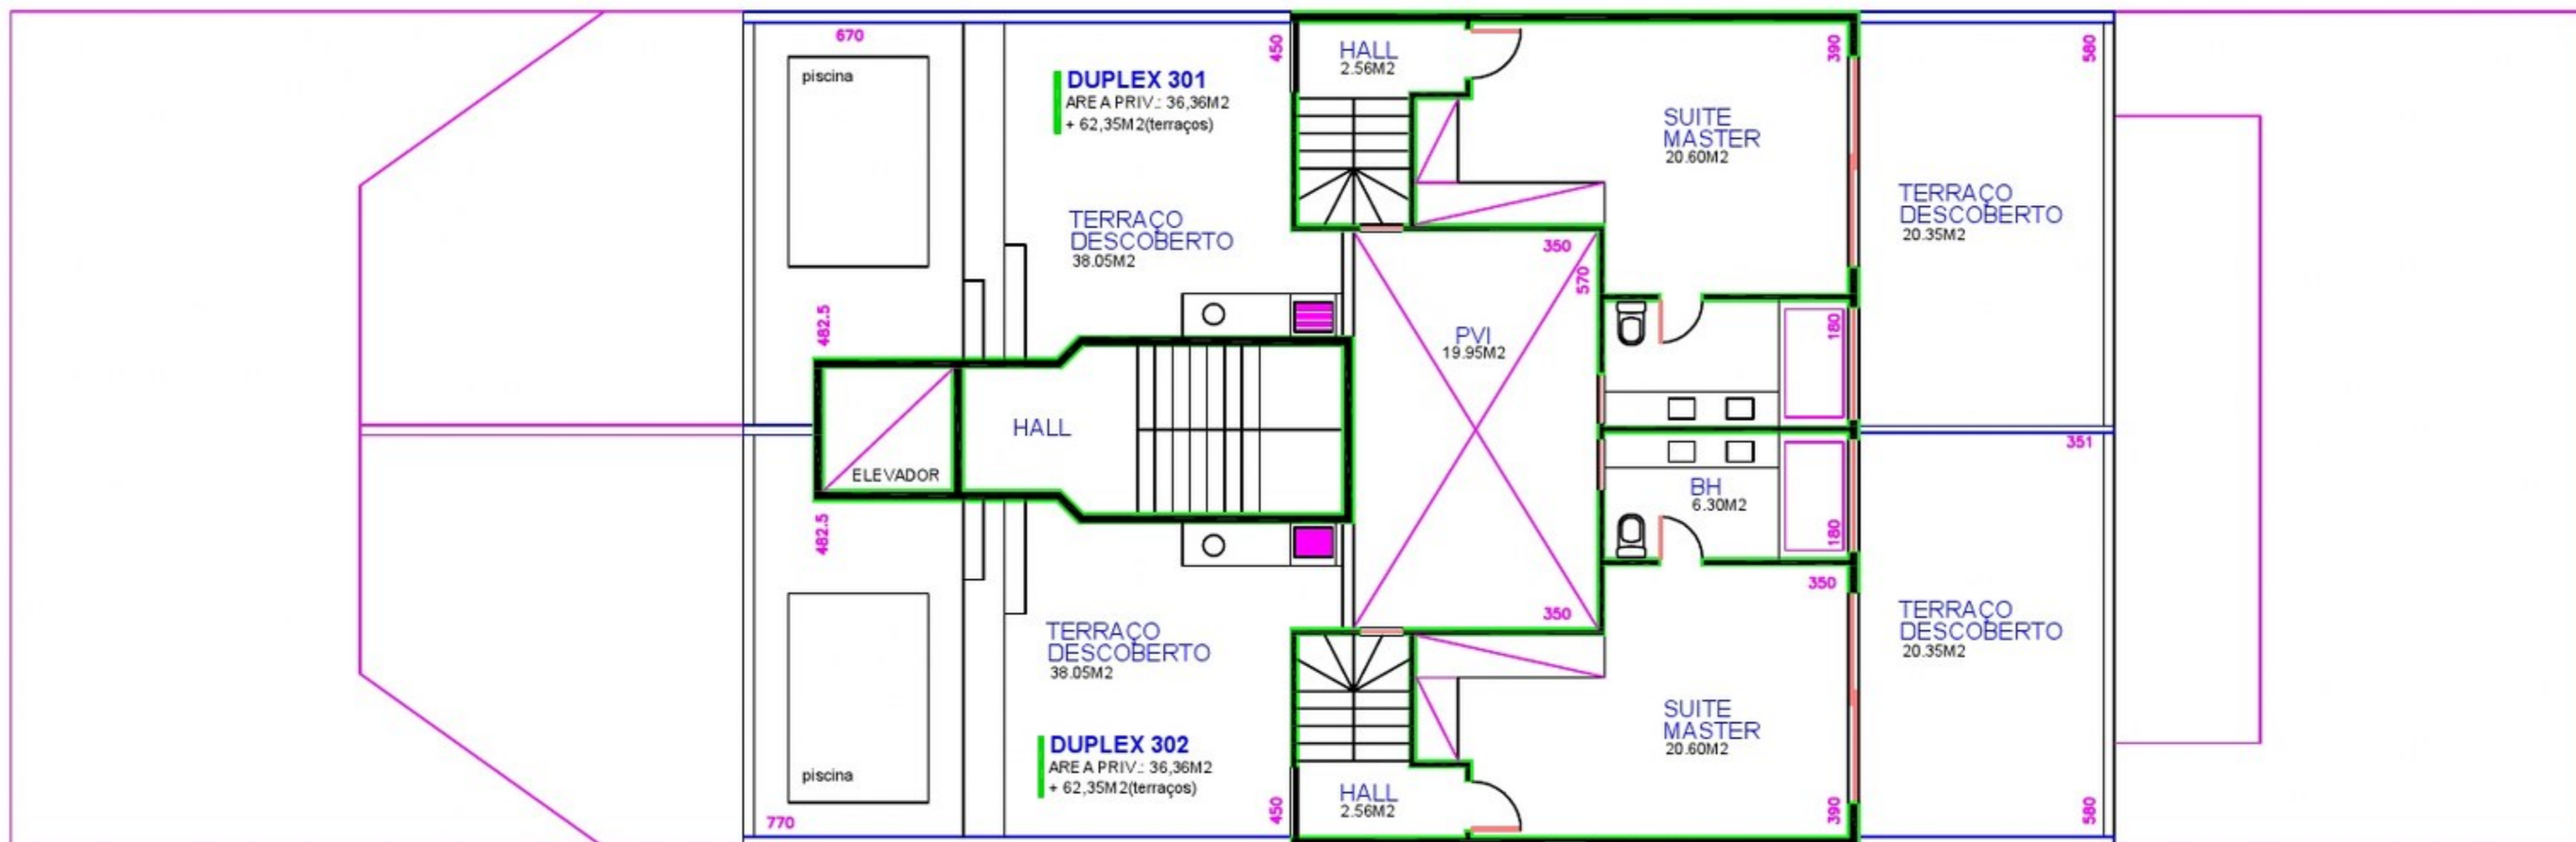 670
piscina
DUPLEX 301
AREA PRIV.: 36,36M2
+ 62,35M2(terraços)
450
HALL
2.56M2
390
580
SUITE
MASTER
20.60M2
TERRAÇO
DESCOBERTO
38.05M2
TERRAÇO
DESCOBERTO
20.35M2
350
570
482.5
PVI
19.95M2
180
HALL
ELEVADOR
351
BH
6.30M2
482.5
180
350
350
TERRAÇO
DESCOBERTO
38.05M2
TERRAÇO
DESCOBERTO
20.35M2
SUITE
MASTER
20.60M2
DUPLEX 302
AREA PRIV.: 36,36M2
+ 62,35M2(terraços)
piscina
770
450
HALL
2.56M2
390
580